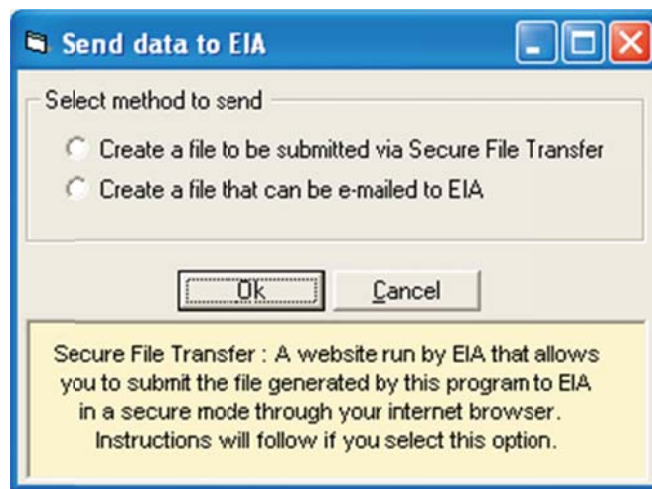 Send data to EIA
Select method to send
Create a file to be submitted via Secure File Transfer
Create a file that can be e-mailed to EIA
Ok
Cancel
Secure File Transfer : A website run by EIA that allows
you to submit the file generated by this program to EIA
in a secure mode through your internet browser.
Instructions will follow if you select this option.